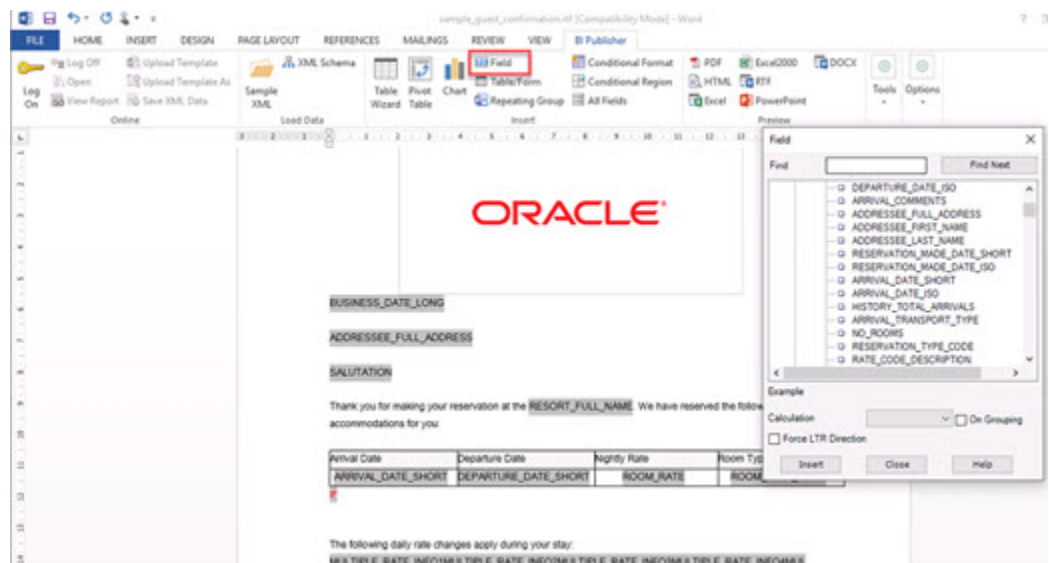 sample_guest_confirmation.rtf [Compatibility Mode] - Word
FILE HOME INSERT DESIGN PAGE LAYOUT REFERENCES MAILINGS REVIEW VIEW BI Publisher
Log On
Log Off
Open
View Report
Upload Template
Upload Template As
Save XML Data
Online
Sample XML
XML Schema
Load Data
Table Wizard
Pivot Table
Chart
Field
Table/Form
Repeating Group
Conditional Format
Conditional Region
All Fields
Insert
PDF
HTML
Excel
Excel2000
RTF
PowerPoint
DOCX
Preview
Tools
Options
ORACLE
BUSINESS_DATE_LONG
ADDRESSEE_FULL_ADDRESS
SALUTATION
Thank you for making your reservation at the RESORT_FULL_NAME. We have reserved the follow
accommodations for you:
Arrival Date Departure Date Nightly Rate Room Typ
ARRIVAL_DATE_SHORT DEPARTURE_DATE_SHORT ROOM_RATE ROOM
The following daily rate changes apply during your stay:
MULTIPLE_RATE_INFO1MULTIPLE_RATE_INFO2MULTIPLE_RATE_INFO3MULTIPLE_RATE_INFO4MUL
Field
Find
Find Next
DEPARTURE_DATE_ISO
ARRIVAL_COMMENTS
ADDRESSEE_FULL_ADDRESS
ADDRESSEE_FIRST_NAME
ADDRESSEE_LAST_NAME
RESERVATION_MADE_DATE_SHORT
RESERVATION_MADE_DATE_ISO
ARRIVAL_DATE_SHORT
ARRIVAL_DATE_ISO
HISTORY_TOTAL_ARRIVALS
ARRIVAL_TRANSPORT_TYPE
NO_ROOMS
RESERVATION_TYPE_CODE
RATE_CODE_DESCRIPTION
Example
Calculation
On Grouping
Force LTR Direction
Insert Close Help